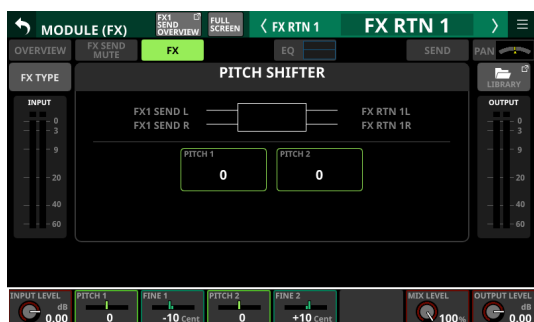 MODULE (FX)
FX1
SEND
OVERVIEW
FULL
SCREEN
FX RTN 1
FX RTN 1
OVERVIEW
FX SEND
MUTE
FX
EQ
SEND
PAN
FX TYPE
PITCH SHIFTER
LIBRARY
INPUT
0
3
9
20
40
60
FX1 SEND L
FX1 SEND R
FX RTN 1L
FX RTN 1R
PITCH 1
0
PITCH 2
0
OUTPUT
0
3
9
20
40
60
INPUT LEVEL
dB
0.00
PITCH 1
0
FINE 1
-10 Cent
PITCH 2
0
FINE 2
+10 Cent
MIX LEVEL
100%
OUTPUT LEVEL
dB
0.00